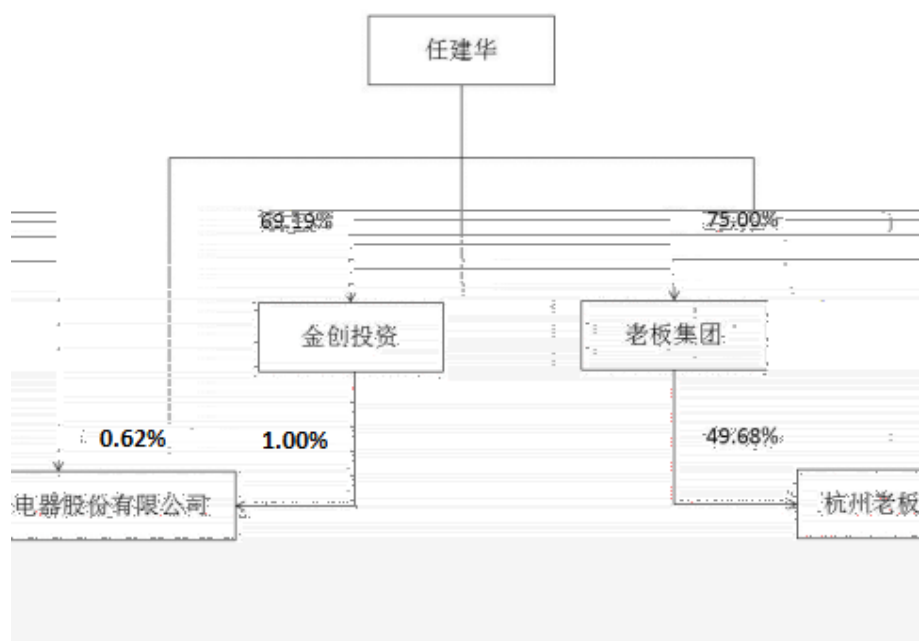 任建华
69.19%
75.00%
金创投资
老板集团
0.62%
1.00%
49.68%
电器股份有限公司
杭州老板